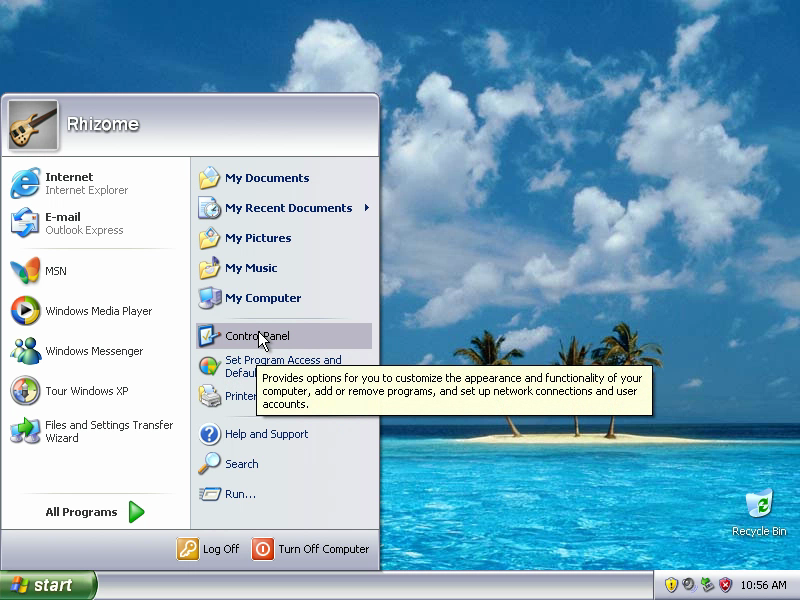 Rhizome
Internet
Internet Explorer
E-mail
Outlook Express
MSN
Windows Media Player
Windows Messenger
Tour Windows XP
Files and Settings Transfer
Wizard
All Programs
My Documents
My Recent Documents
My Pictures
My Music
My Computer
Control Panel
Set Program Access and
Provides options for you to customize the appearance and functionality of your
computer, add or remove programs, and set up network connections and user
accounts.
Help and Support
Search
Run...
Log Off
Turn Off Computer
Recycle Bin
start
10:56 AM